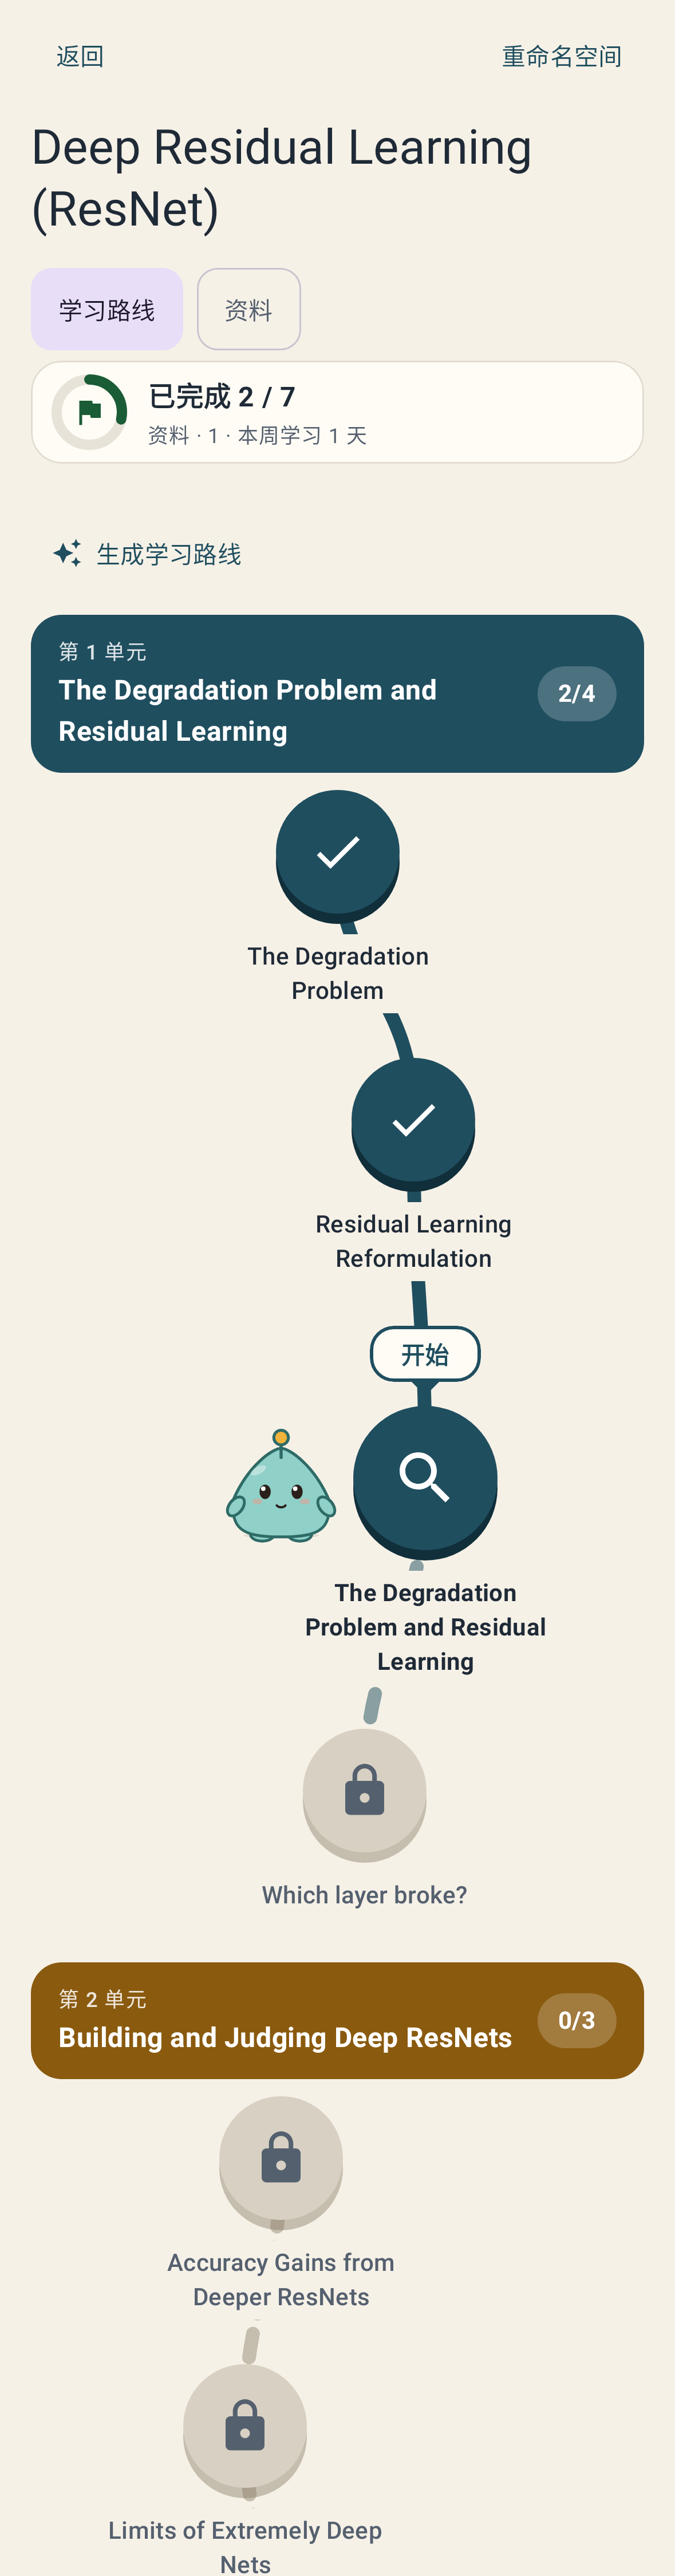 返回
重命名空间
Deep Residual Learning
(ResNet)
学习路线
资料
已完成 2 / 7
资料 · 1 · 本周学习 1 天
生成学习路线
第 1 单元
The Degradation Problem and
Residual Learning
2/4
The Degradation
Problem
Residual Learning
Reformulation
开始
The Degradation
Problem and Residual
Learning
Which layer broke?
第 2 单元
Building and Judging Deep ResNets
0/3
Accuracy Gains from
Deeper ResNets
Limits of Extremely Deep
Nets